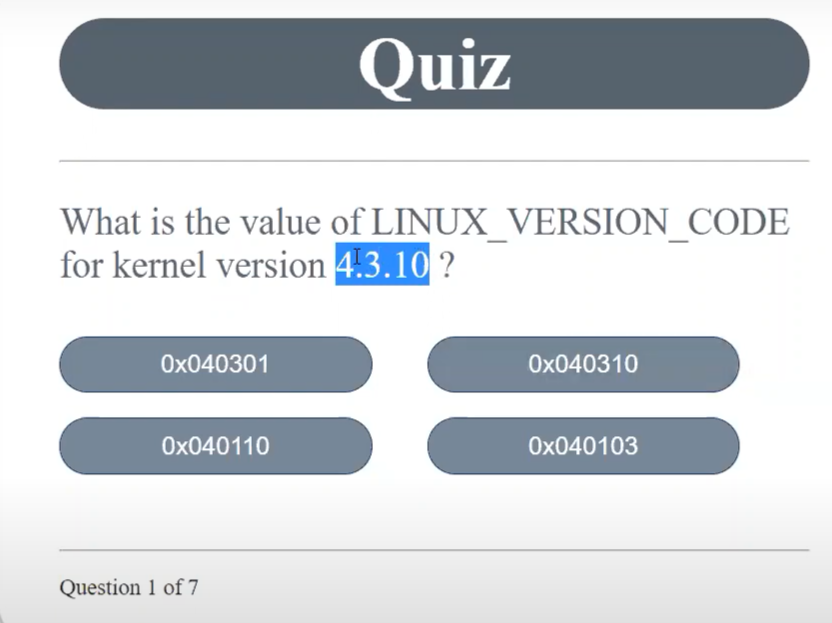 Quiz
What is the value of LINUX_VERSION_CODE
for kernel version 4.3.10 ?
0x040301
0x040310
0x040110
0x040103
Question 1 of 7